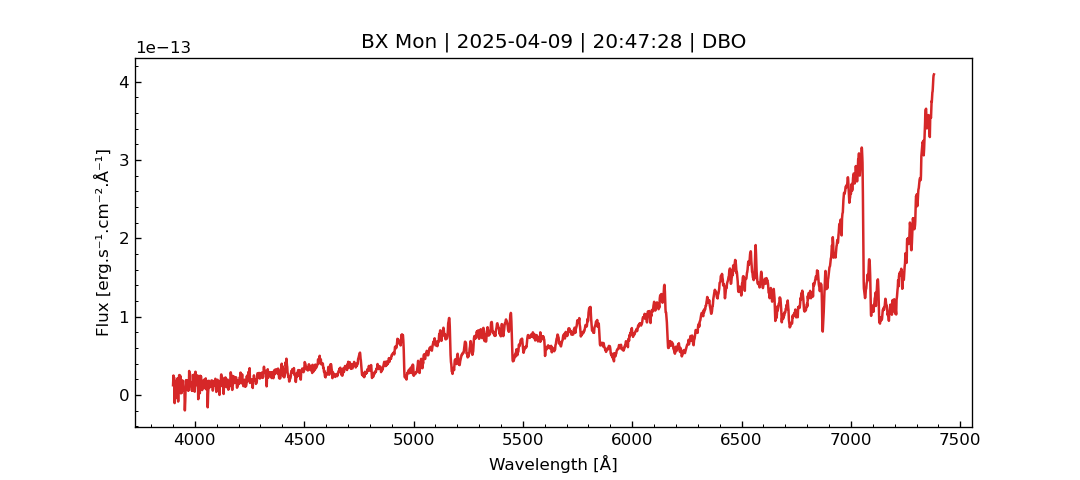 BX Mon | 2025-04-09 | 20:47:28 | DBO
1e−13
4
3
2
1
0
Flux [erg.s⁻¹.cm⁻².Å⁻¹]
4000 4500 5000 5500 6000 6500 7000 7500
Wavelength [Å]